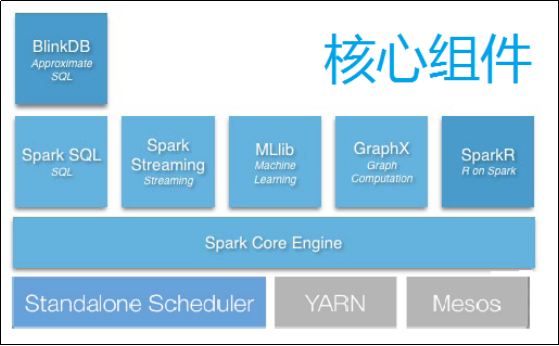 BlinkDB
Approximate
SQL
核心组件
Spark SQL
SQL
Spark
Streaming
Streaming
MLlib
Machine
Learning
GraphX
Graph
Computation
SparkR
R on Spark
Spark Core Engine
Standalone Scheduler
YARN
Mesos